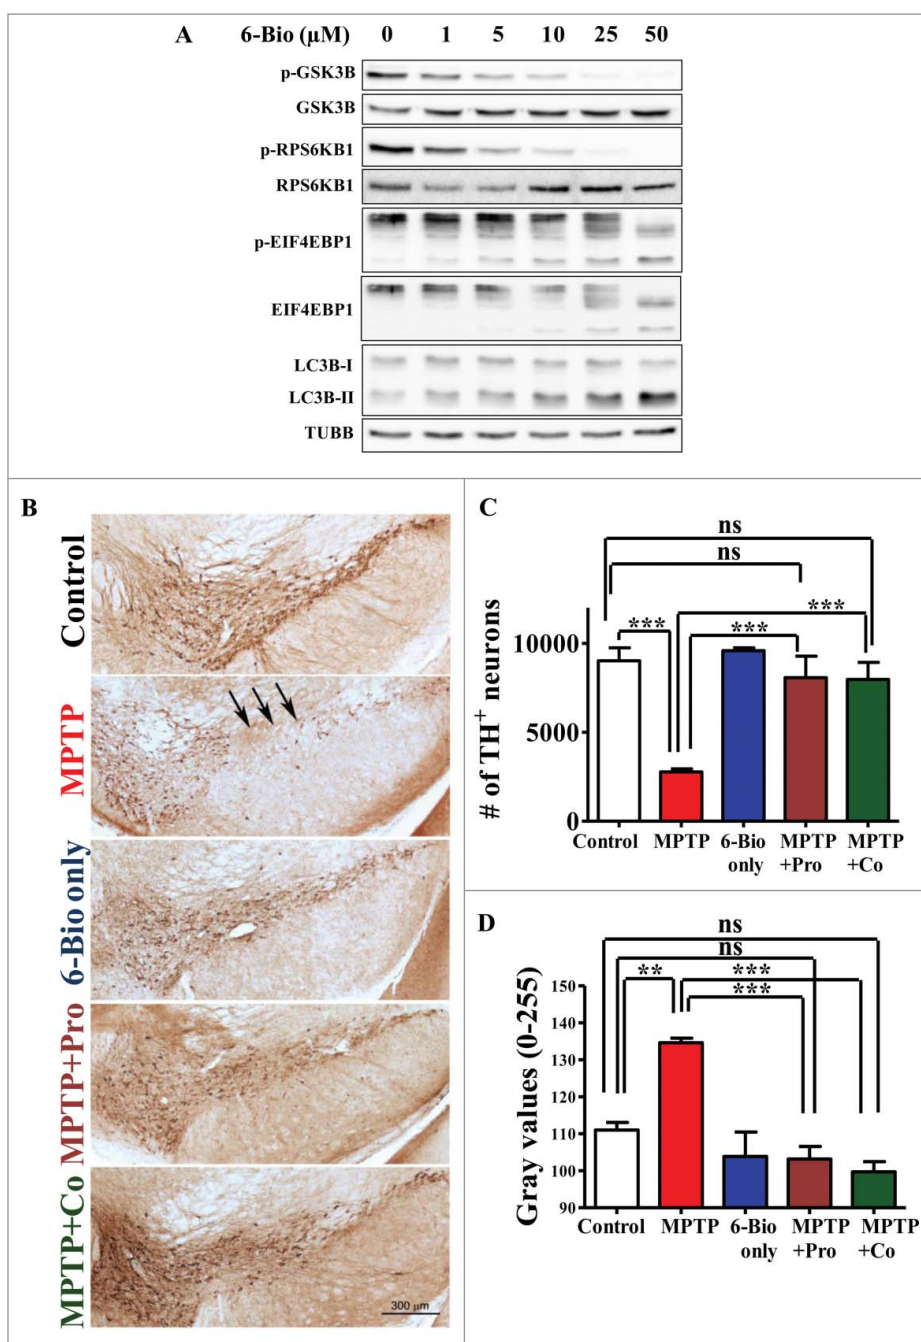 A 6-Bio (µM) 0 1 5 10 25 50
p-GSK3B
GSK3B
p-RPS6KB1
RPS6KB1
p-EIF4EBP1
EIF4EBP1
LC3B-I
LC3B-II
TUBB
B
Control
MPTP
6-Bio only
MPTP+Pro
MPTP+Co
300 µm
C
ns
ns
*** ***
***
# of TH+ neurons
10000
5000
0
Control MPTP 6-Bio only MPTP +Pro MPTP +Co
D
ns
ns
** ***
***
Gray values (0-255)
150
140
130
120
110
100
90
Control MPTP 6-Bio only MPTP +Pro MPTP +Co